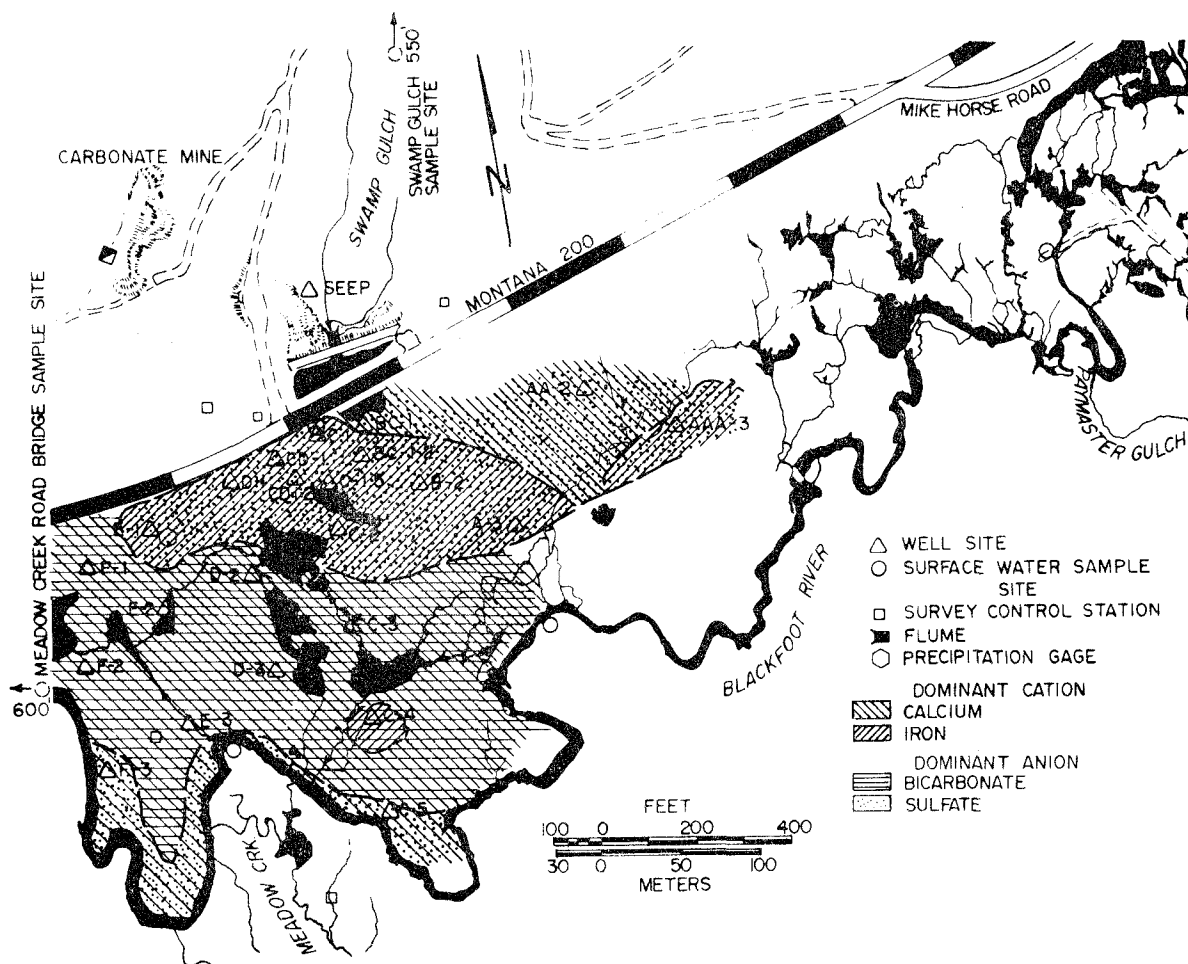 550'
SWAMP GULCH
SAMPLE SITE
SWAMP GULCH
N
MIKE HORSE ROAD
CARBONATE MINE
SEEP
MONTANA 200
MEADOW CREEK ROAD BRIDGE SAMPLE SITE
600'
PAYMASTER GULCH
BLACKFOOT RIVER
MEADOW CRK
AA-2
AAA-3
B-2
A-3
D-2
D-3
E-3
F-2
F-3
WELL SITE
SURFACE WATER SAMPLE
SITE
SURVEY CONTROL STATION
FLUME
PRECIPITATION GAGE
DOMINANT CATION
CALCIUM
IRON
DOMINANT ANION
BICARBONATE
SULFATE
FEET
100 0 200 400
30 0 50 100
METERS